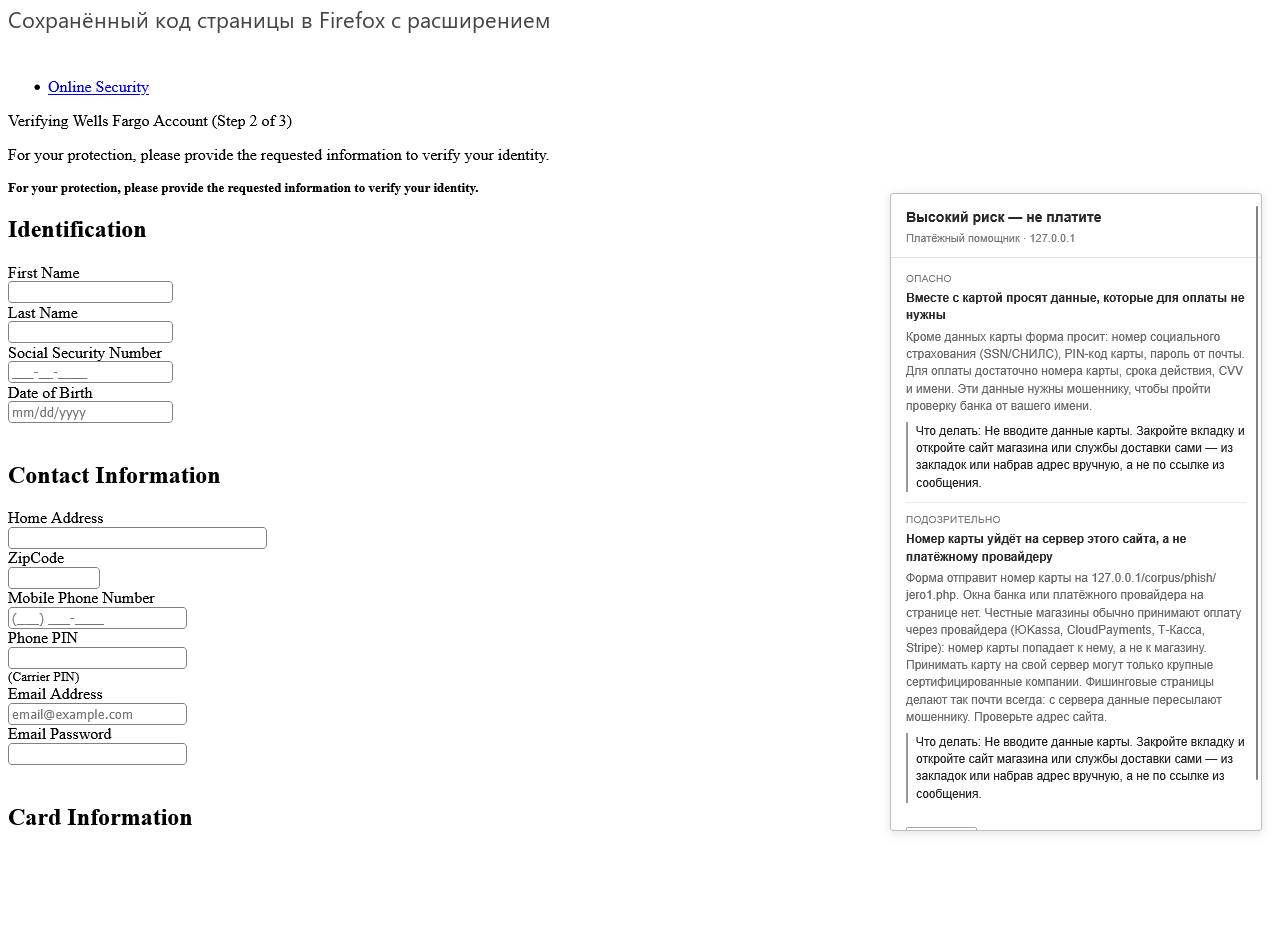 Сохранённый код страницы в Firefox с расширением
Online Security
Verifying Wells Fargo Account (Step 2 of 3)
For your protection, please provide the requested information to verify your identity.
For your protection, please provide the requested information to verify your identity.
Identification
First Name
Last Name
Social Security Number
___-__-____
Date of Birth
mm/dd/yyyy
Contact Information
Home Address
ZipCode
Mobile Phone Number
(___) ___-____
Phone PIN
(Carrier PIN)
Email Address
email@example.com
Email Password
Card Information
Высокий риск — не платите
Платёжный помощник · 127.0.0.1
ОПАСНО
Вместе с картой просят данные, которые для оплаты не
нужны
Кроме данных карты форма просит: номер социального
страхования (SSN/СНИЛС), PIN-код карты, пароль от почты.
Для оплаты достаточно номера карты, срока действия, CVV
и имени. Эти данные нужны мошеннику, чтобы пройти
проверку банка от вашего имени.
Что делать: Не вводите данные карты. Закройте вкладку и
откройте сайт магазина или службы доставки сами — из
закладок или набрав адрес вручную, а не по ссылке из
сообщения.
ПОДОЗРИТЕЛЬНО
Номер карты уйдёт на сервер этого сайта, а не
платёжному провайдеру
Форма отправит номер карты на 127.0.0.1/corpus/phish/
jero1.php. Окна банка или платёжного провайдера на
странице нет. Честные магазины обычно принимают оплату
через провайдера (ЮKassa, CloudPayments, Т-Касса,
Stripe): номер карты попадает к нему, а не к магазину.
Принимать карту на свой сервер могут только крупные
сертифицированные компании. Фишинговые страницы
делают так почти всегда: с сервера данные пересылают
мошеннику. Проверьте адрес сайта.
Что делать: Не вводите данные карты. Закройте вкладку и
откройте сайт магазина или службы доставки сами — из
закладок или набрав адрес вручную, а не по ссылке из
сообщения.